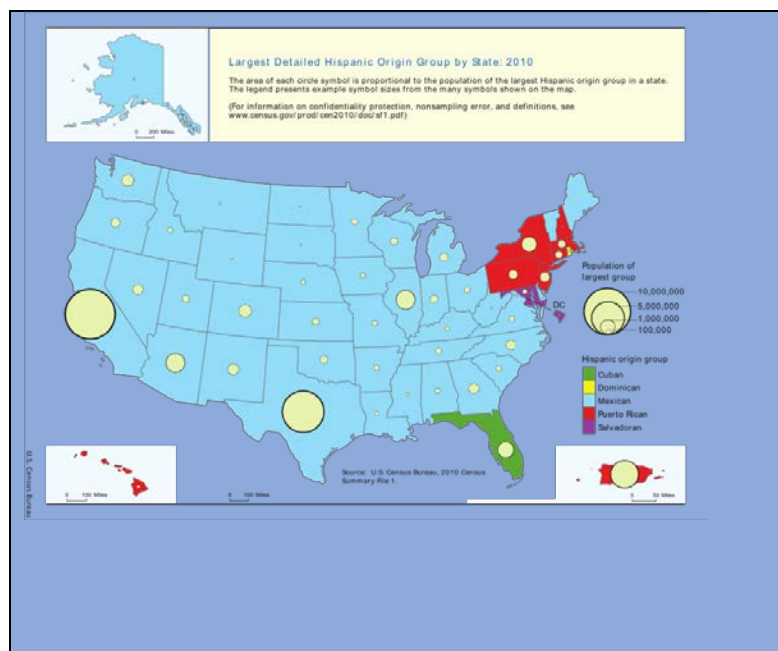 Largest Detailed Hispanic Origin Group by State: 2010
The area of each circle symbol is proportional to the population of the largest Hispanic origin group in a state.
The legend presents example symbol sizes from the many symbols shown on the map.
(For information on confidentiality protection, nonsampling error, and definitions, see
www.census.gov/prod/cen2010/doc/sf1.pdf)
0 200 Miles
DC
Population of
largest group
10,000,000
5,000,000
1,000,000
100,000
Hispanic origin group
Cuban
Dominican
Mexican
Puerto Rican
Salvadoran
U.S. Census Bureau
0 100 Miles
0 100 Miles
Source: U.S. Census Bureau, 2010 Census
Summary File 1.
0 50 Miles